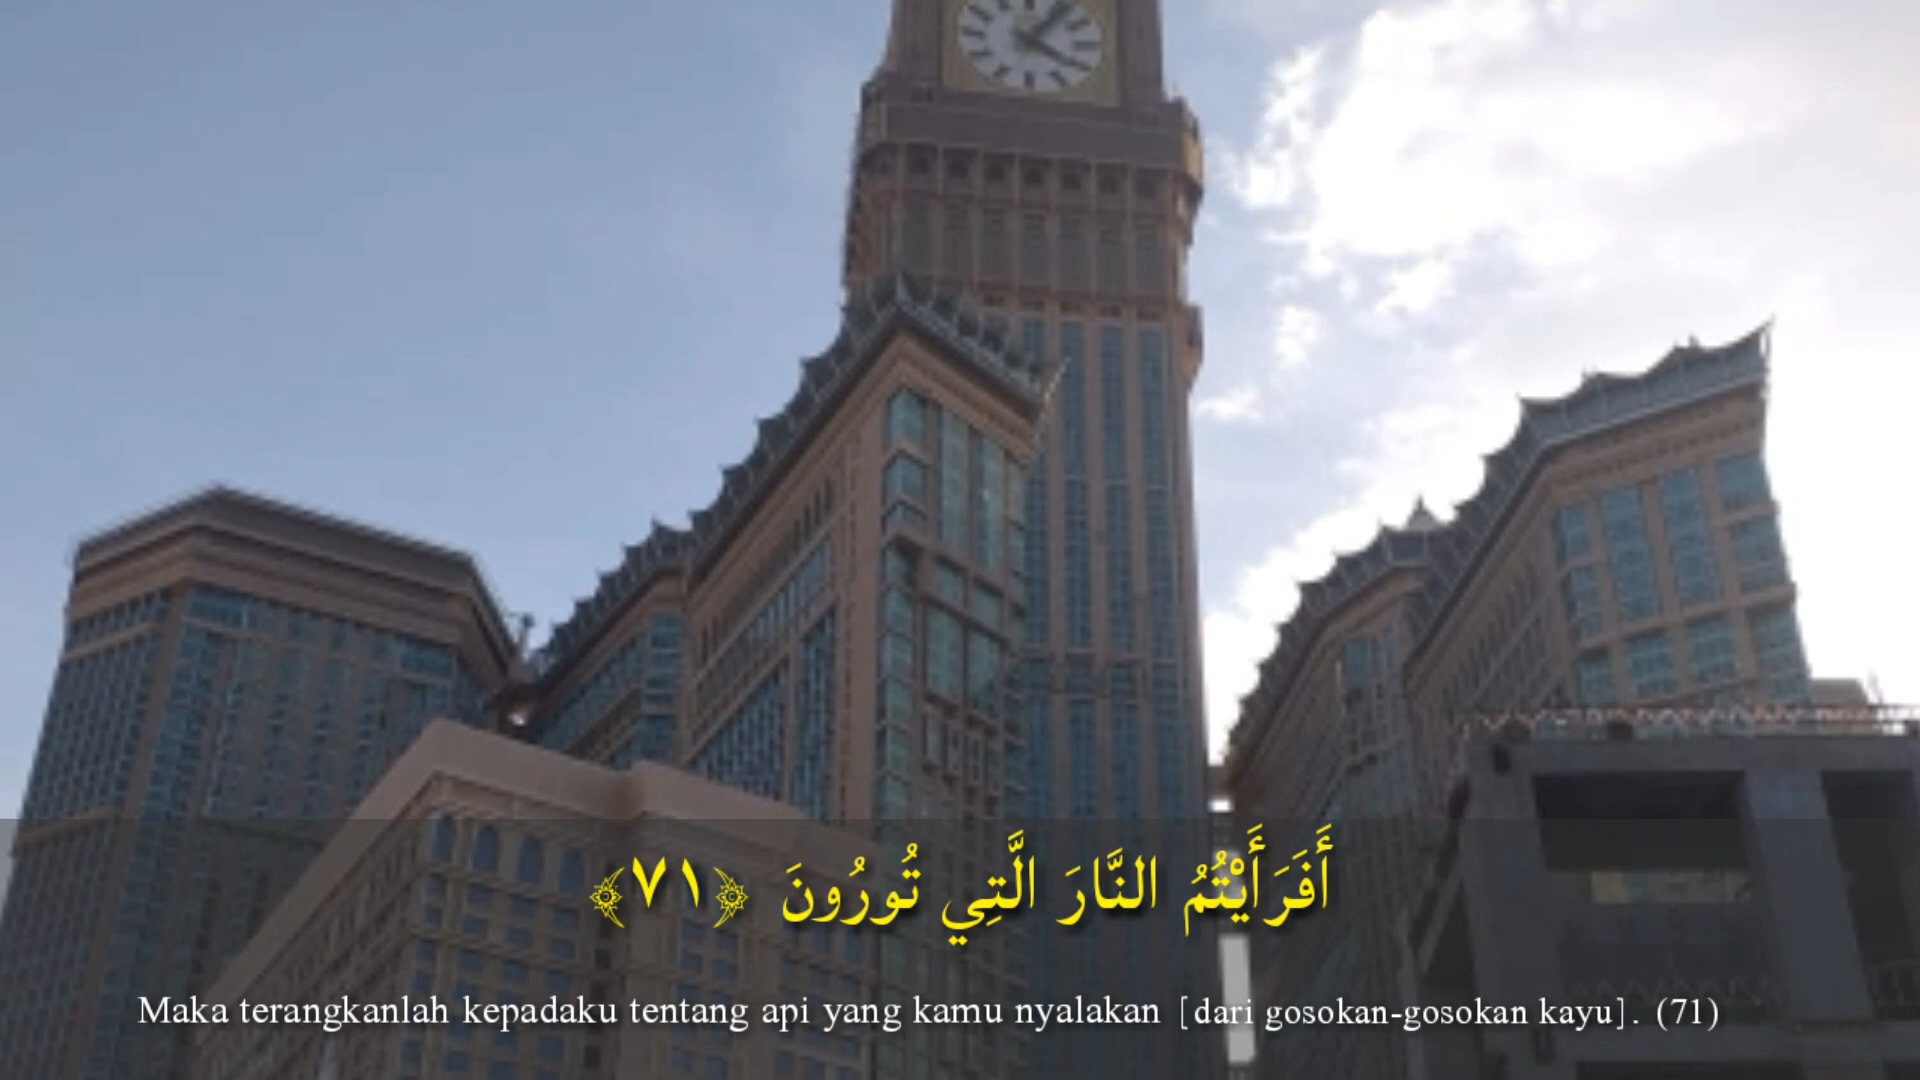 أَفَرَأَيْتُمُ النَّارَ الَّتِي تُورُونَ ﴿٧١﴾
Maka terangkanlah kepadaku tentang api yang kamu nyalakan [dari gosokan-gosokan kayu]. (71)